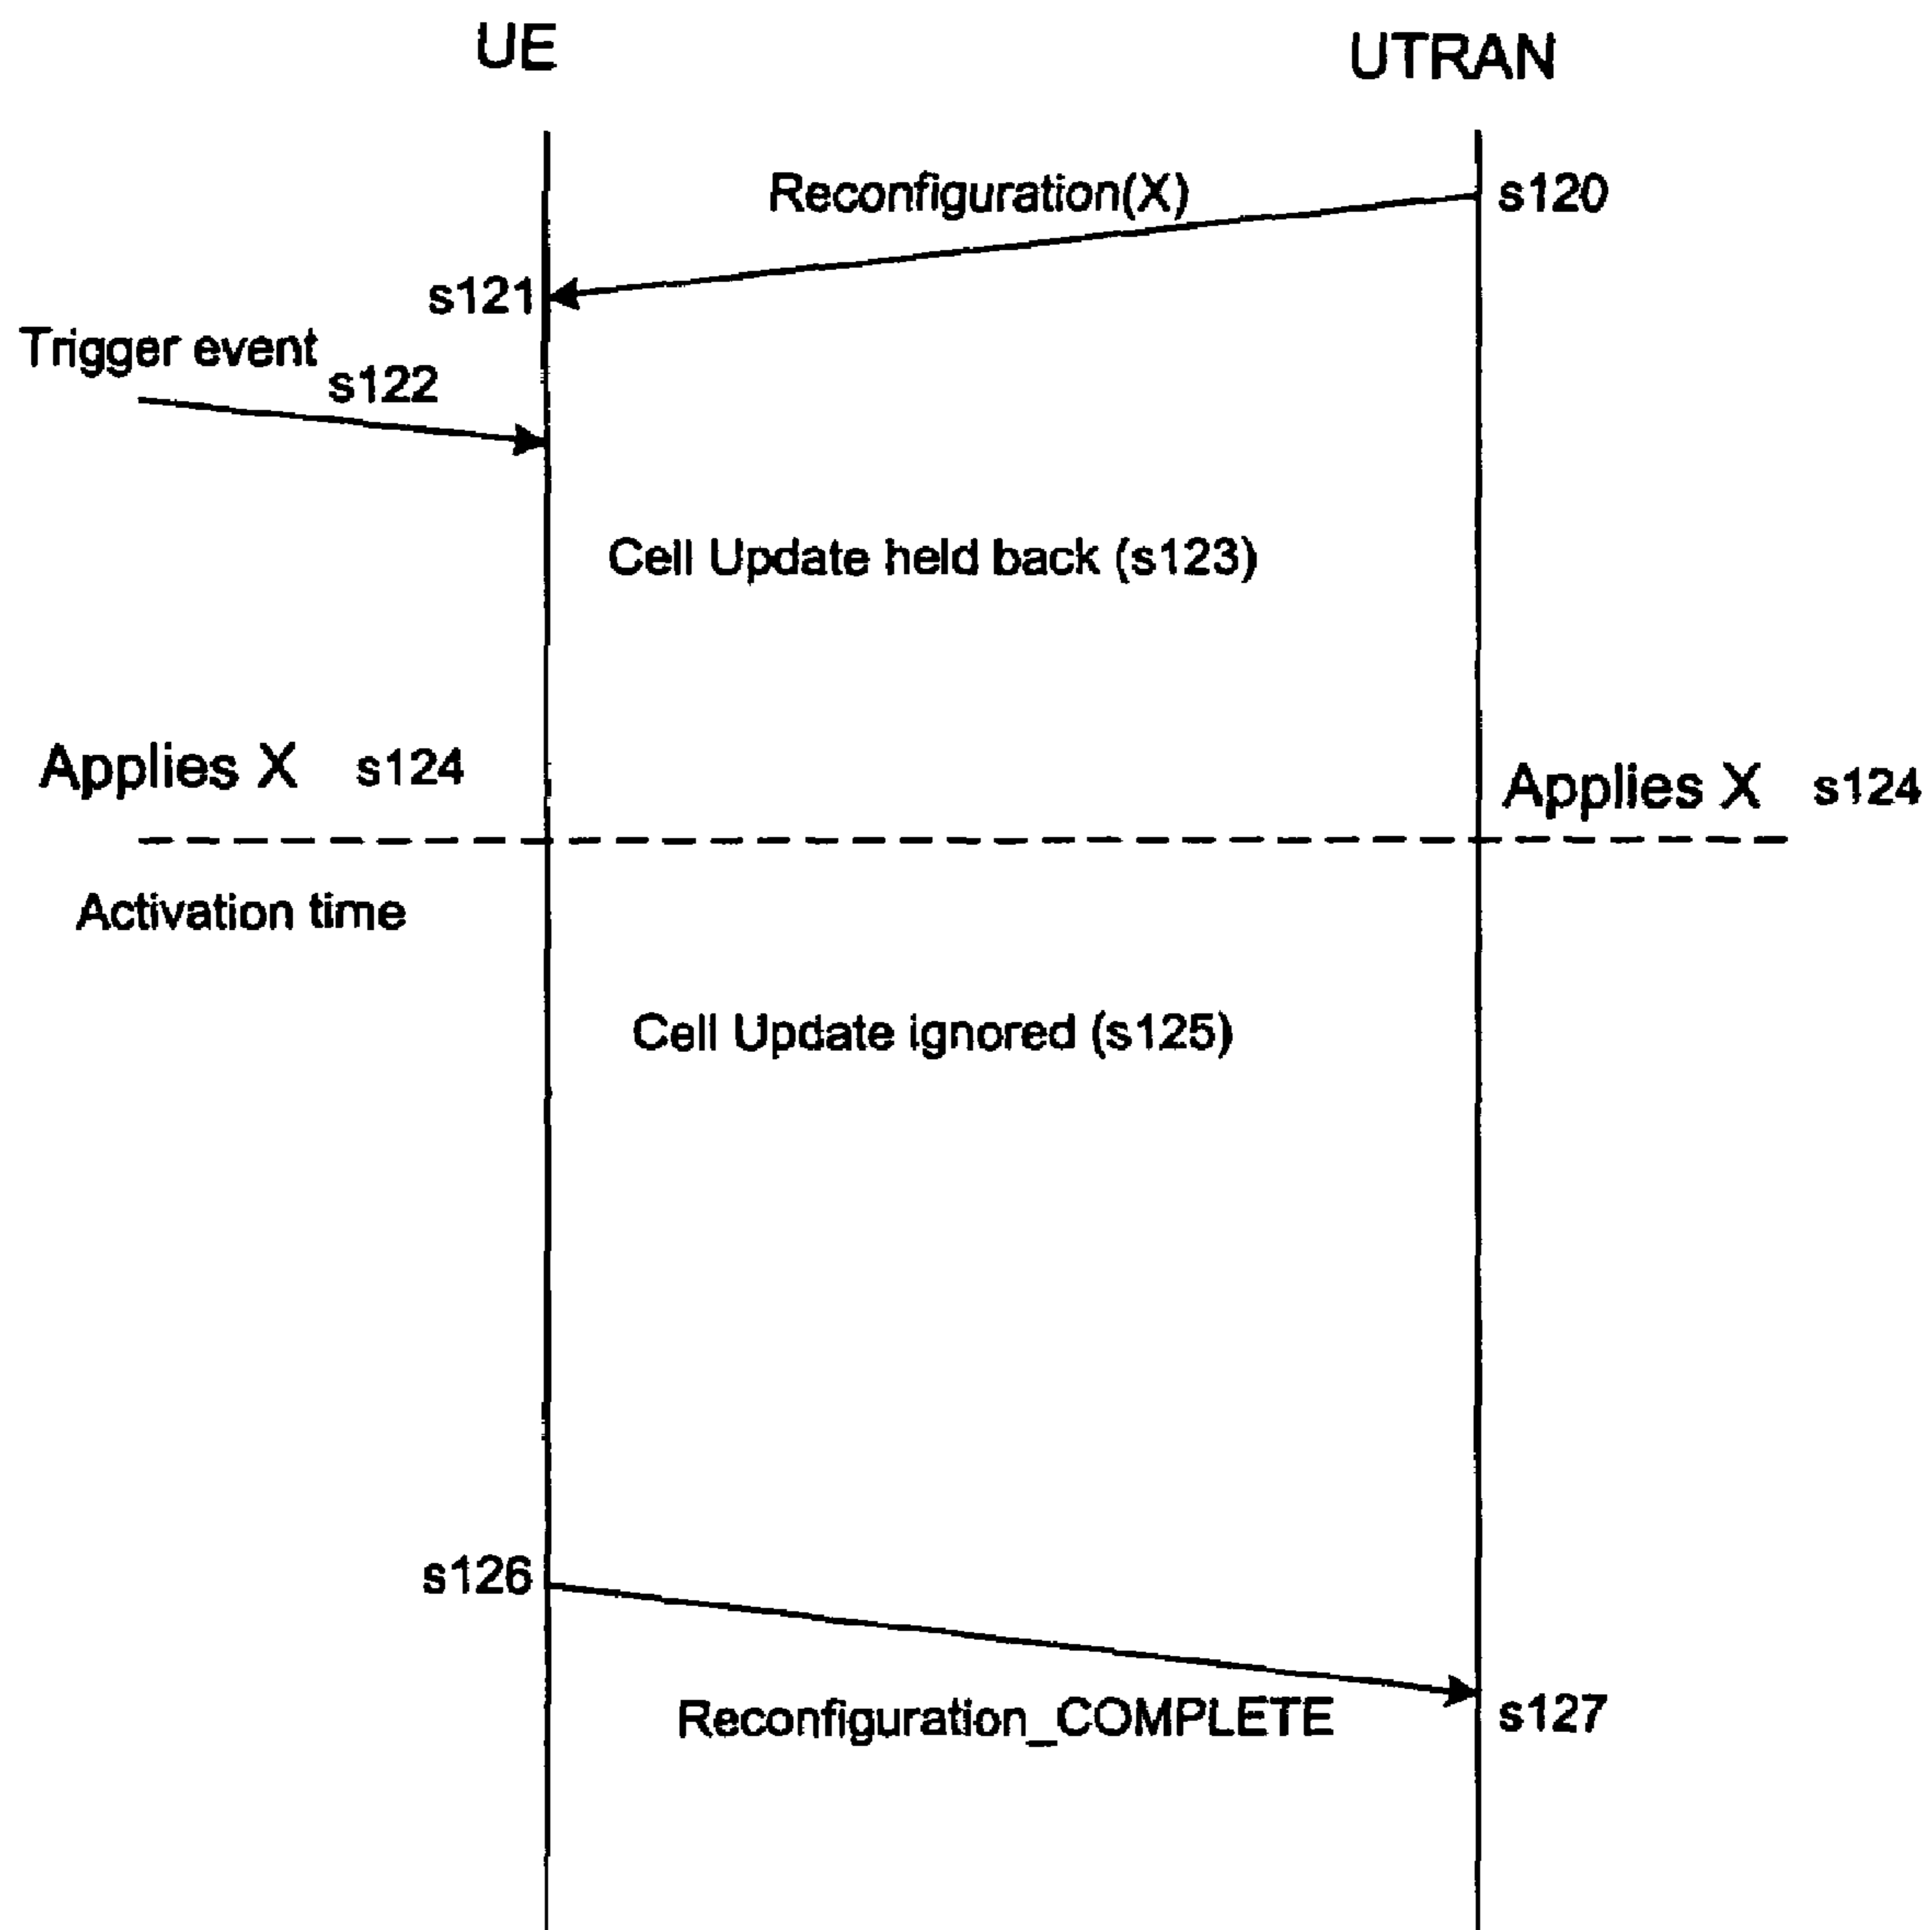 UE
UTRAN
Reconfiguration(X)
s120
s121
Trigger event
s122
Cell Update held back (s123)
Applies X s124
Applies X s124
Activation time
Cell Update ignored (s125)
s126
Reconfiguration_COMPLETE
s127